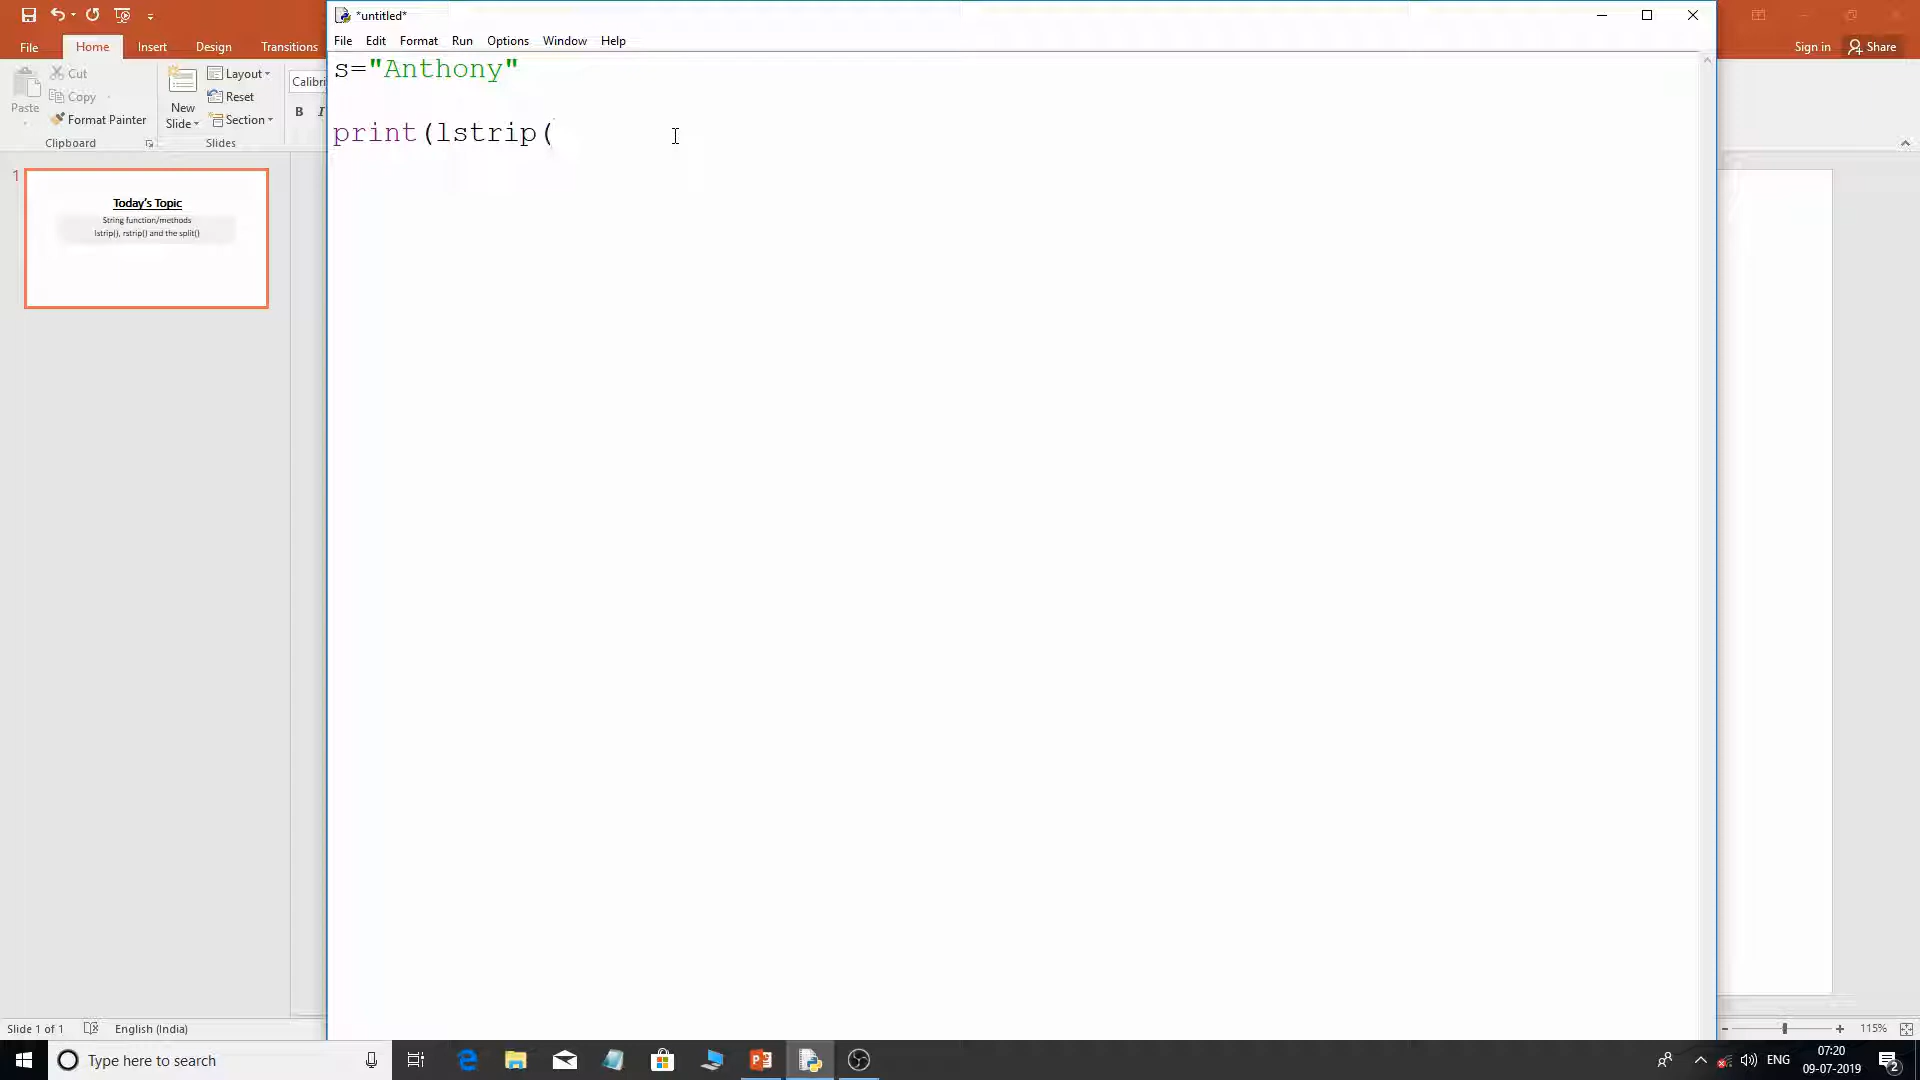 *untitled*
File Edit Format Run Options Window Help
s="Anthony"
print(lstrip(
File Home Insert Design Transitions
Sign in Share
Paste
Cut
Copy
Format Painter
Clipboard
New Slide
Layout
Reset
Section
Slides
Calibri
B I
1
Today's Topic
String function/methods
lstrip(), rstrip() and the split()
Slide 1 of 1 English (India)
115%
Type here to search
ENG
07:20
09-07-2019
2